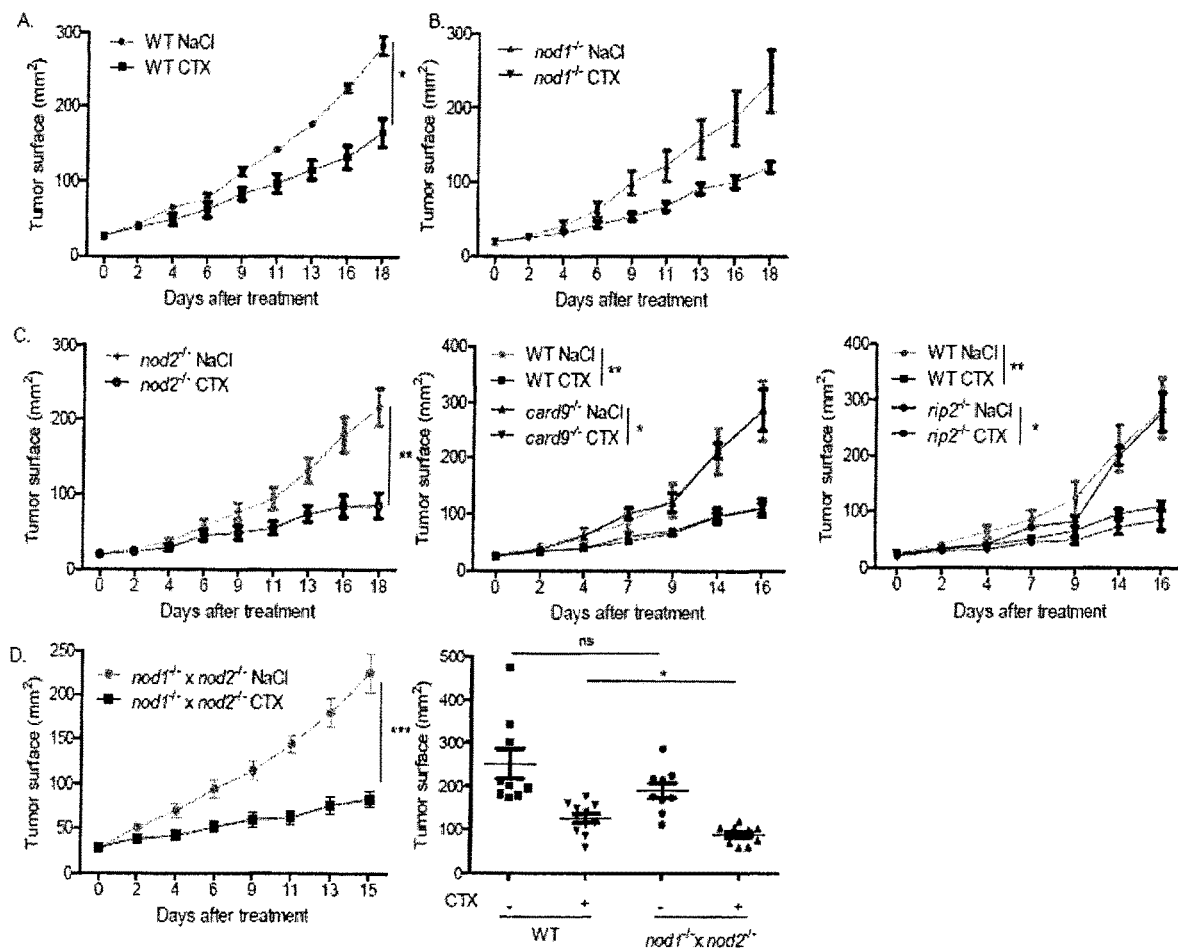 A.
300
200
100
0
Tumor surface (mm²)
WT NaCl
WT CTX
*
0 2 4 6 9 11 13 16 18
Days after treatment
B.
300
200
100
0
Tumor surface (mm²)
nod1-/- NaCl
nod1-/- CTX
0 2 4 6 9 11 13 16 18
Days after treatment
C.
300
200
100
0
Tumor surface (mm²)
nod2-/- NaCl
nod2-/- CTX
**
0 2 4 6 9 11 13 16 18
Days after treatment
400
300
200
100
0
Tumor surface (mm²)
WT NaCl
WT CTX
**
card9-/- NaCl
card9-/- CTX
*
0 2 4 7 9 14 16
Days after treatment
400
300
200
100
0
Tumor surface (mm²)
WT NaCl
WT CTX
**
rip2-/- NaCl
rip2-/- CTX
*
0 2 4 7 9 14 16
Days after treatment
D.
250
200
150
100
50
0
Tumor surface (mm²)
nod1-/- x nod2-/- NaCl
nod1-/- x nod2-/- CTX
***
0 2 4 6 9 11 13 15
Days after treatment
500
400
300
200
100
0
Tumor surface (mm²)
ns
*
CTX - + - +
WT nod1-/- x nod2-/-